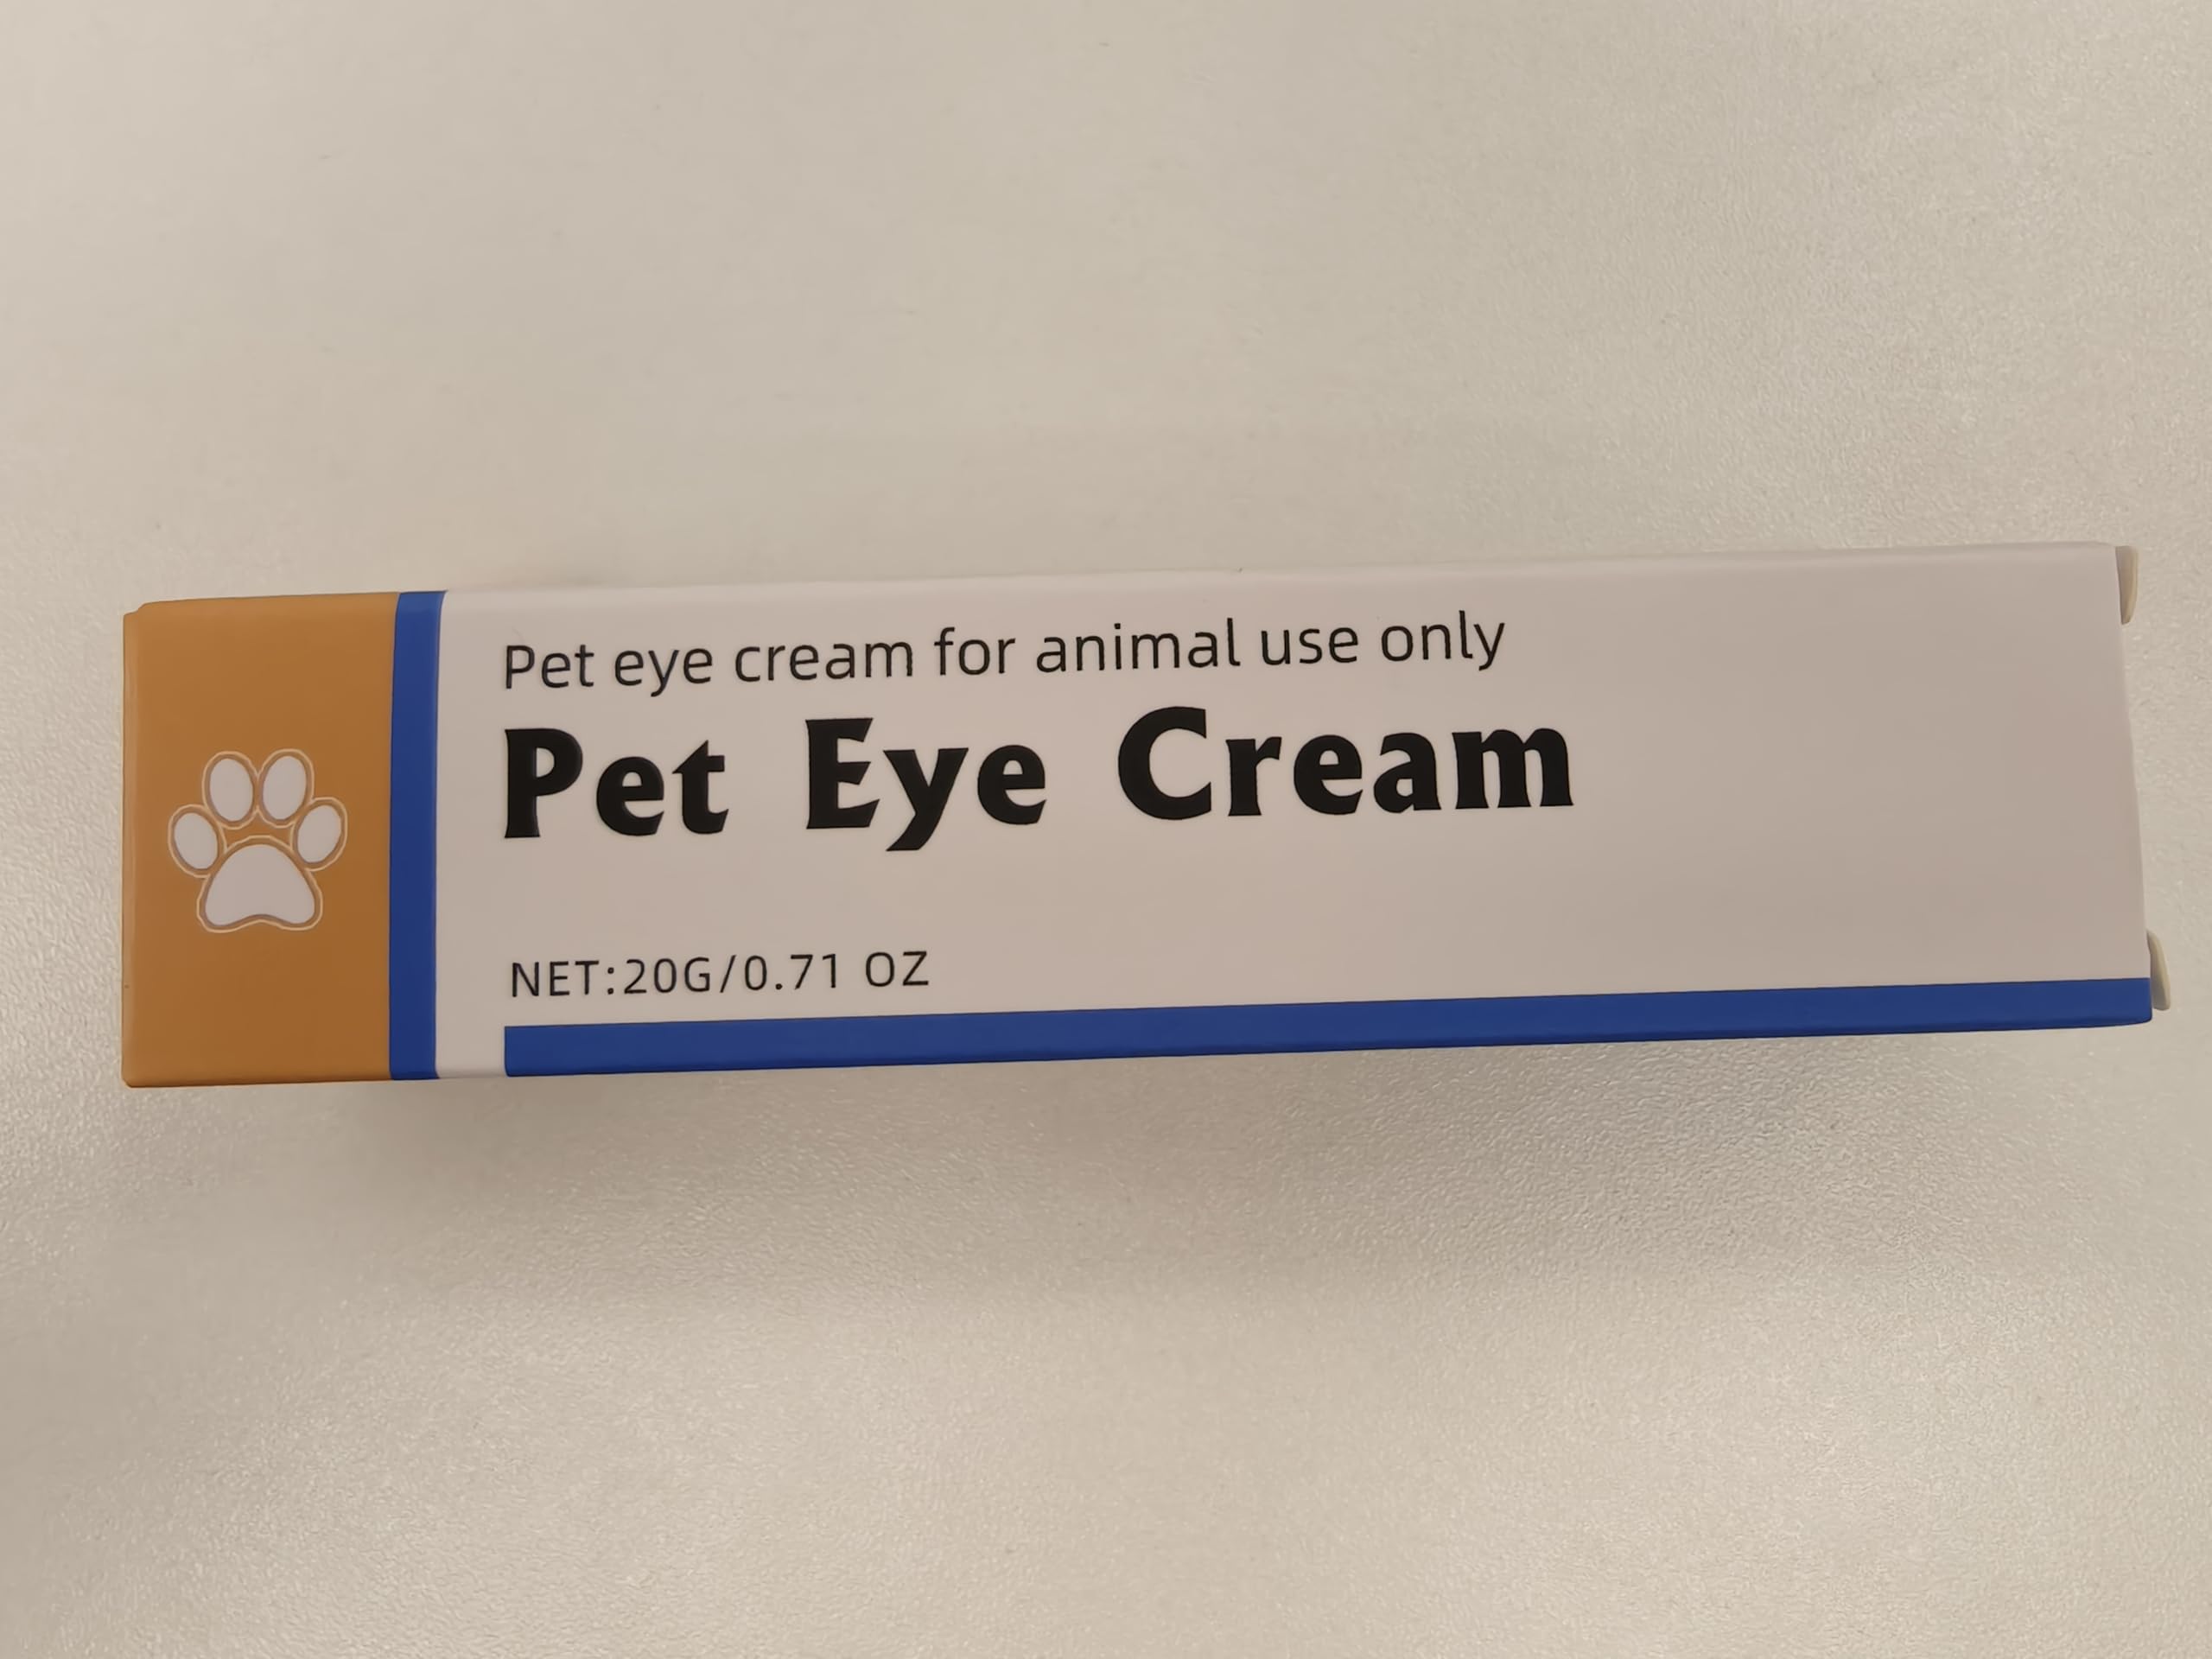 Pet eye cream for animal use only
Pet Eye Cream
NET:20G/0.71 OZ